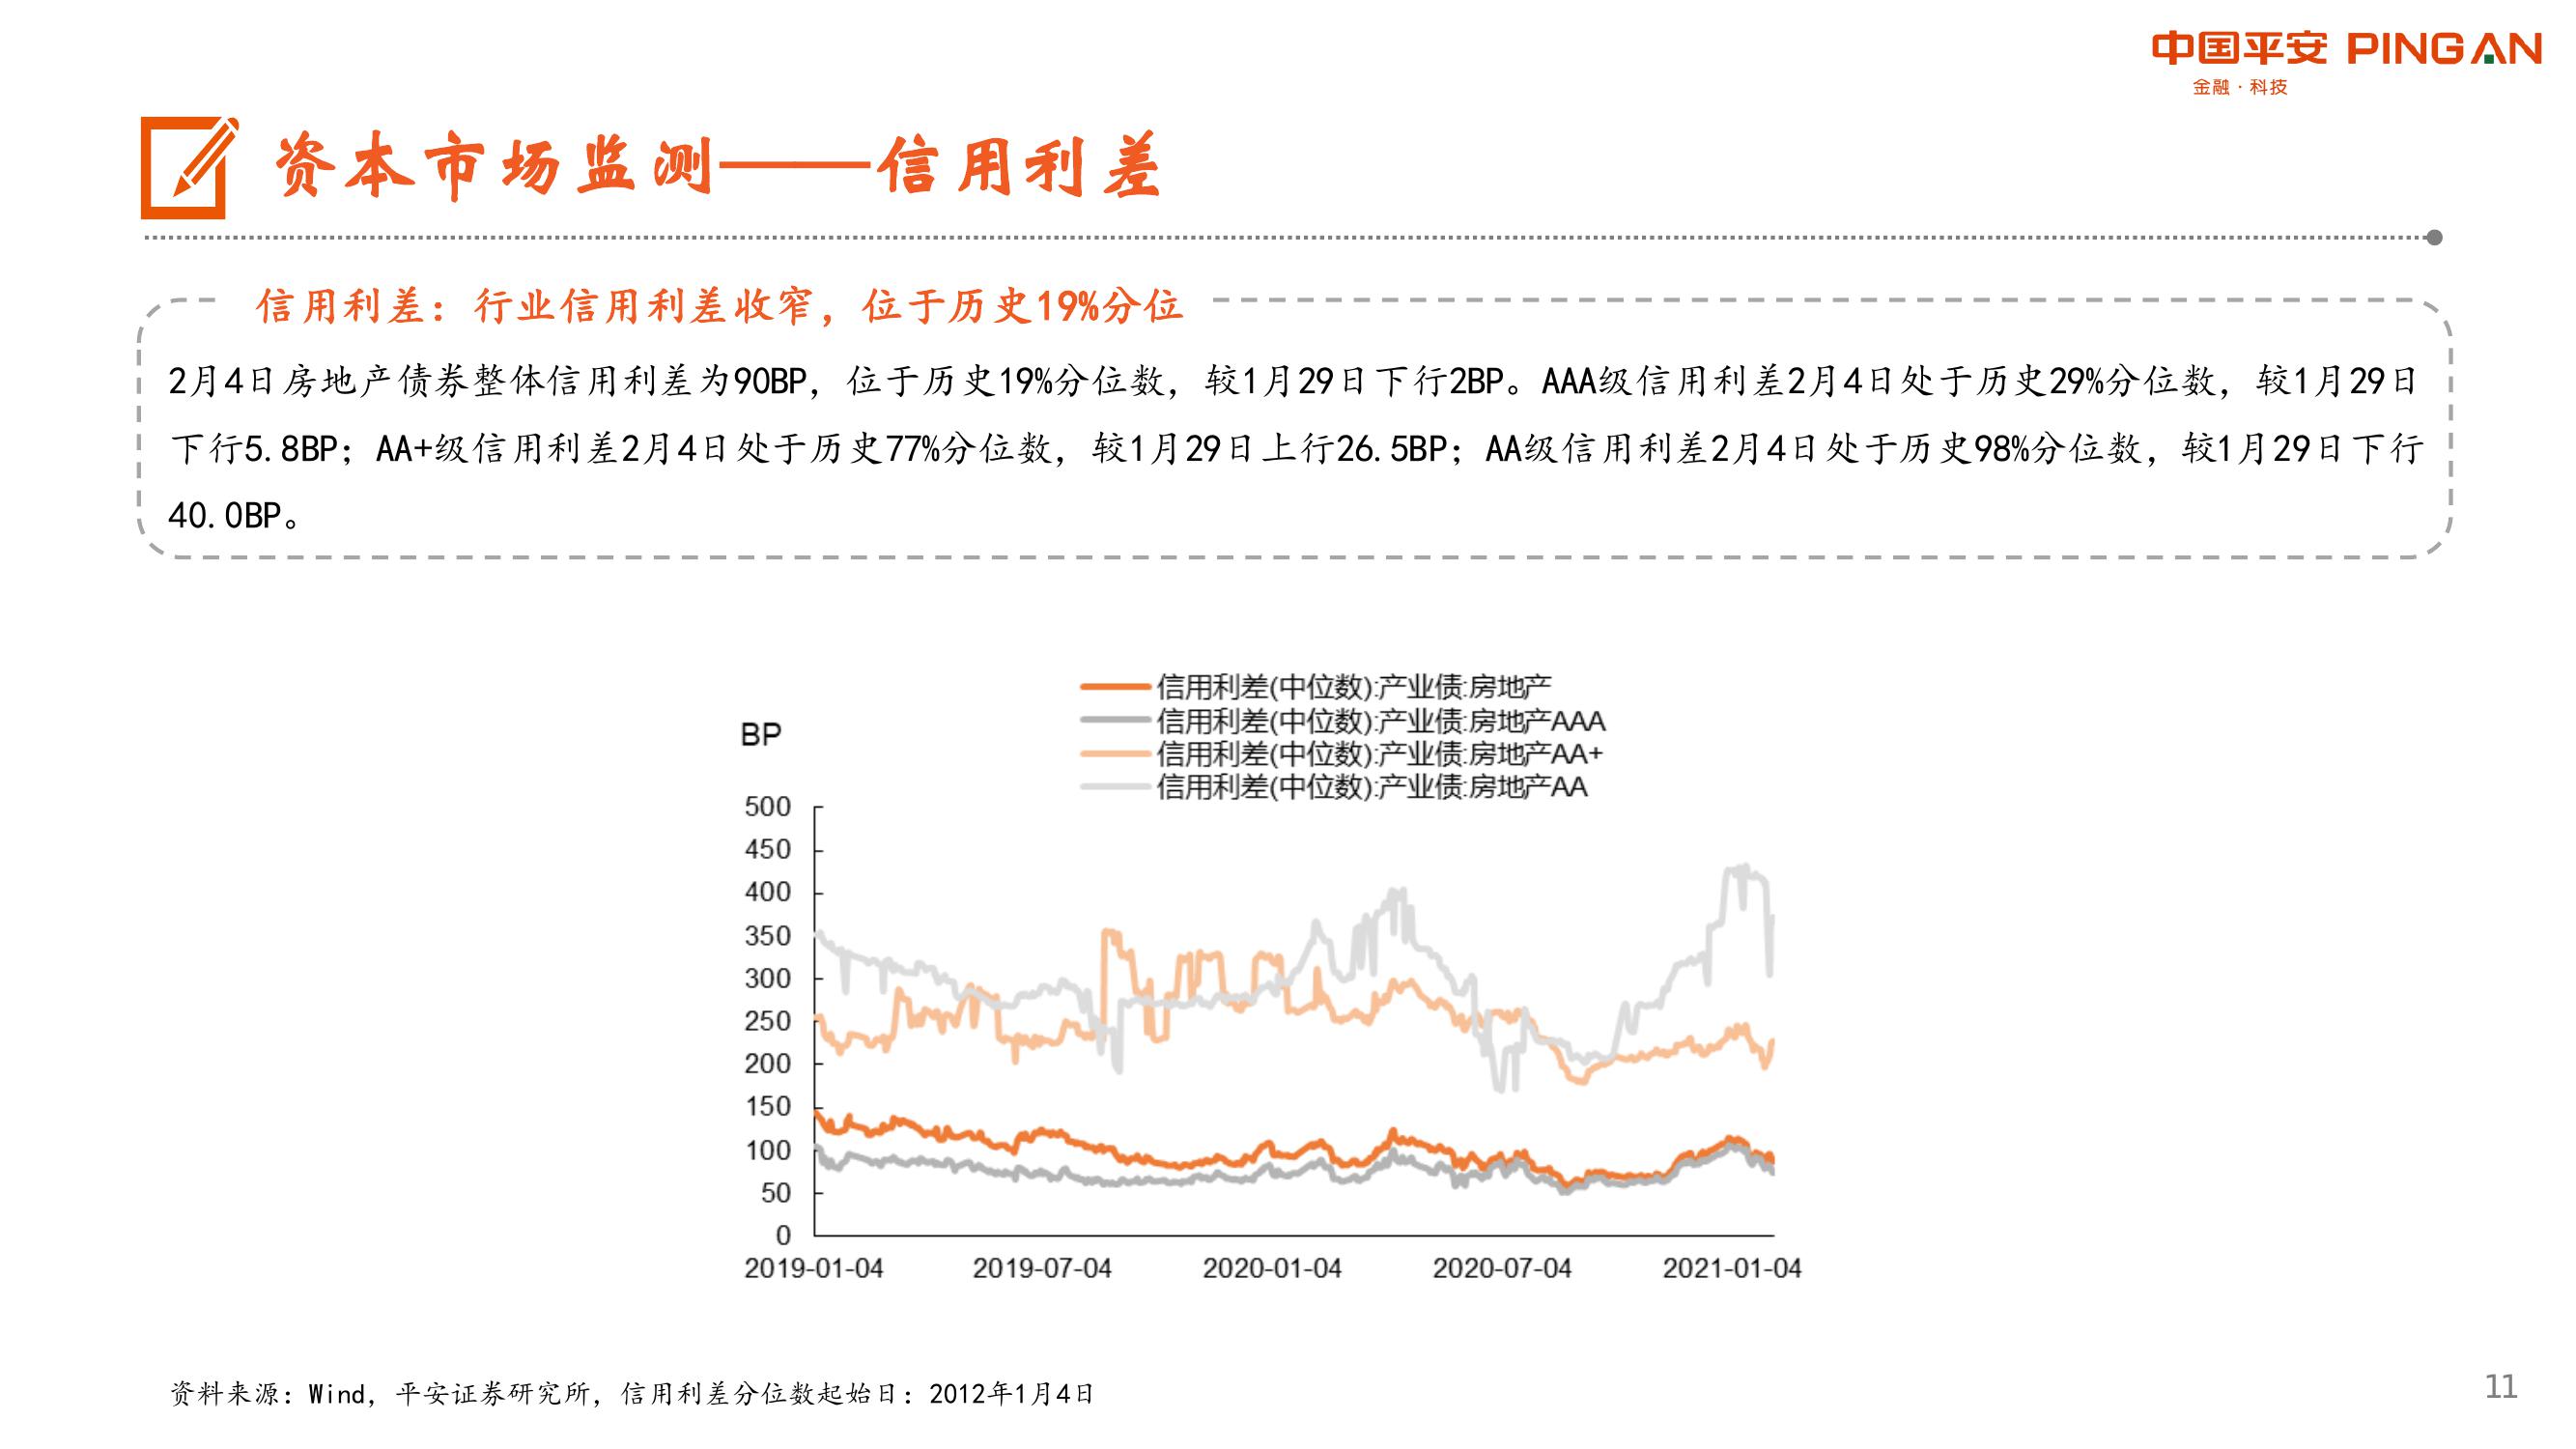 中国平安 PINGAN
金融·科技
资本市场监测——信用利差
信用利差：行业信用利差收窄，位于历史19%分位
2月4日房地产债券整体信用利差为90BP，位于历史19%分位数，较1月29日下行2BP。AAA级信用利差2月4日处于历史29%分位数，较1月29日
下行5.8BP；AA+级信用利差2月4日处于历史77%分位数，较1月29日上行26.5BP；AA级信用利差2月4日处于历史98%分位数，较1月29日下行
40.0BP。
信用利差(中位数):产业债:房地产
信用利差(中位数):产业债:房地产AAA
信用利差(中位数):产业债:房地产AA+
信用利差(中位数):产业债:房地产AA
BP
500
450
400
350
300
250
200
150
100
50
0
2019-01-04 2019-07-04 2020-01-04 2020-07-04 2021-01-04
资料来源：Wind，平安证券研究所，信用利差分位数起始日：2012年1月4日
11